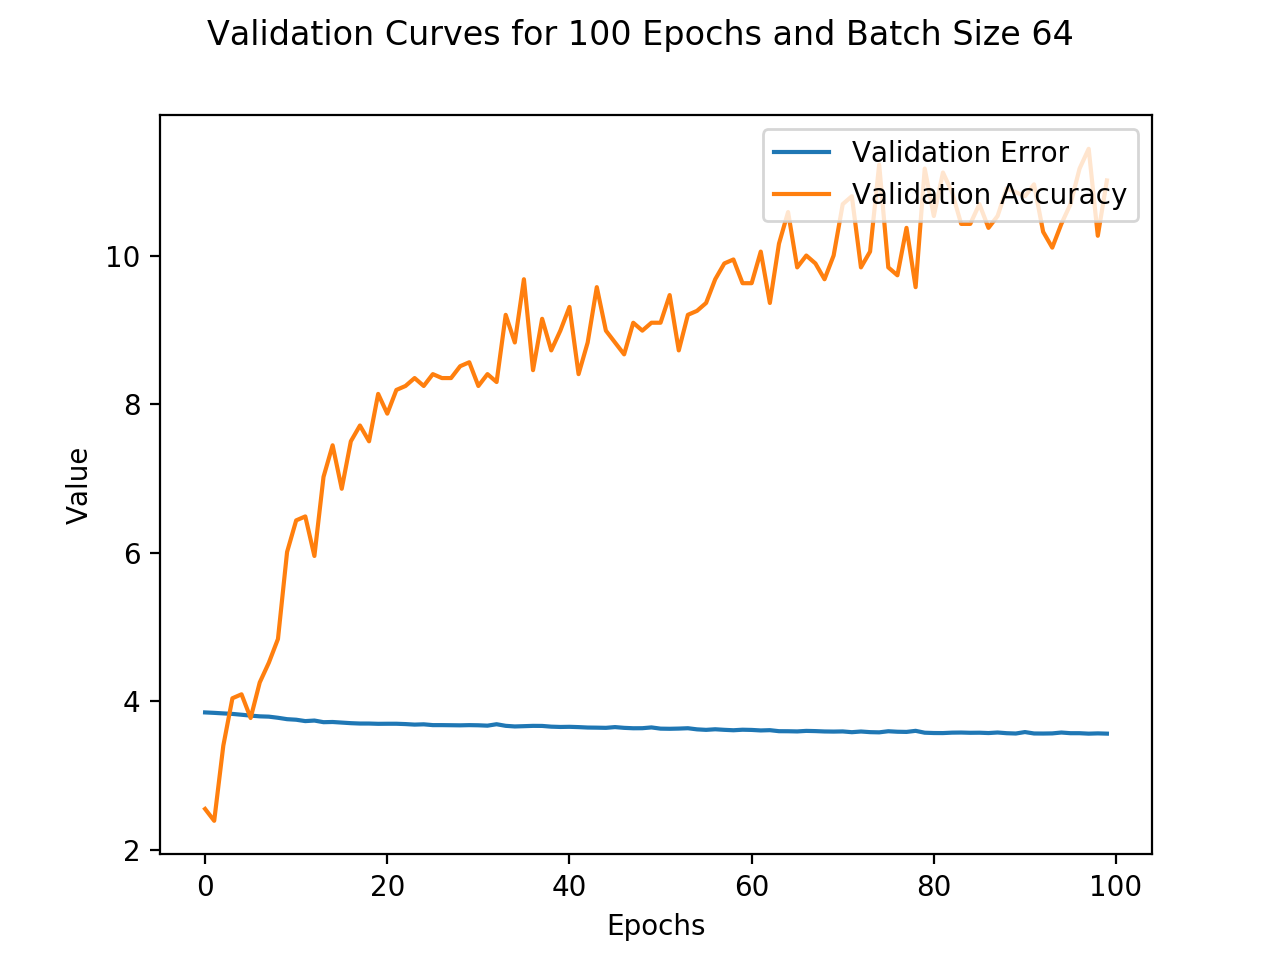 Validation Curves for 100 Epochs and Batch Size 64
Validation Error
Validation Accuracy
10
8
6
4
2
Value
0 20 40 60 80 100
Epochs